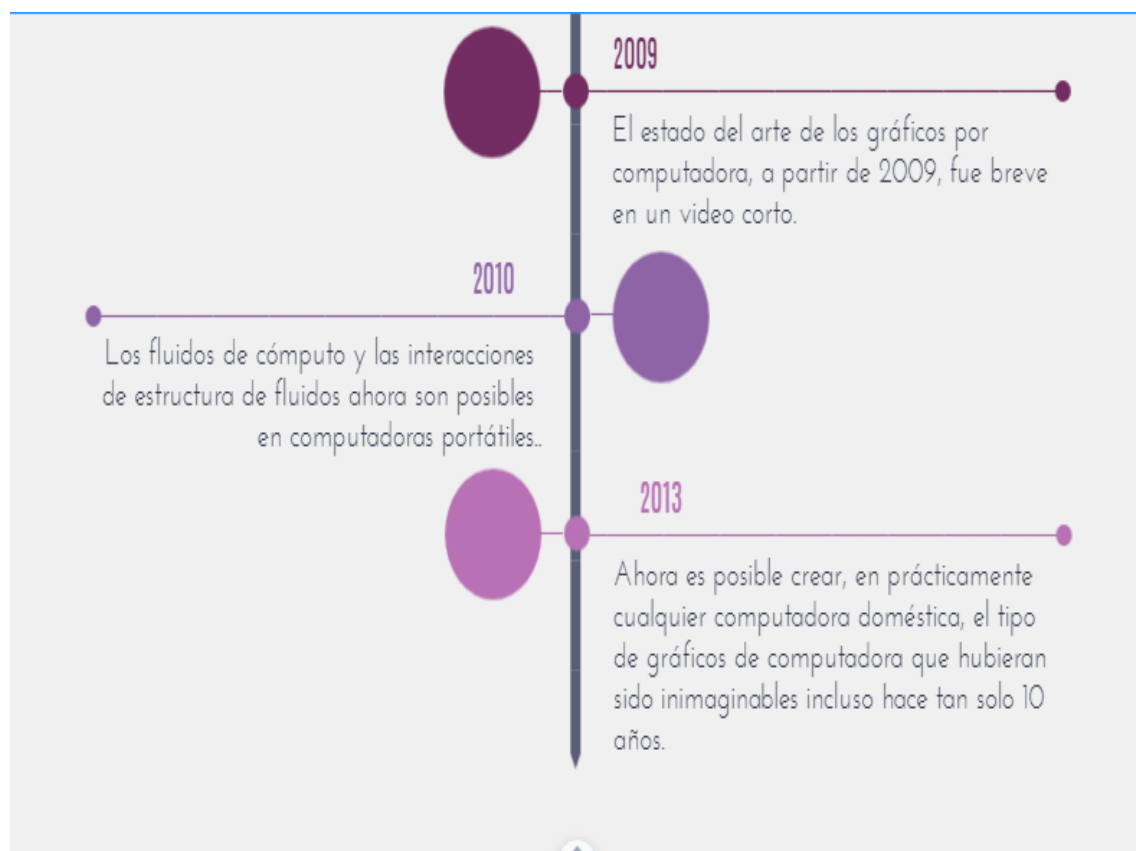 2009
El estado del arte de los gráficos por
computadora, a partir de 2009, fue breve
en un video corto.
2010
Los fluidos de cómputo y las interacciones
de estructura de fluidos ahora son posibles
en computadoras portátiles..
2013
Ahora es posible crear, en prácticamente
cualquier computadora doméstica, el tipo
de gráficos de computadora que hubieran
sido inimaginables incluso hace tan solo 10
años.